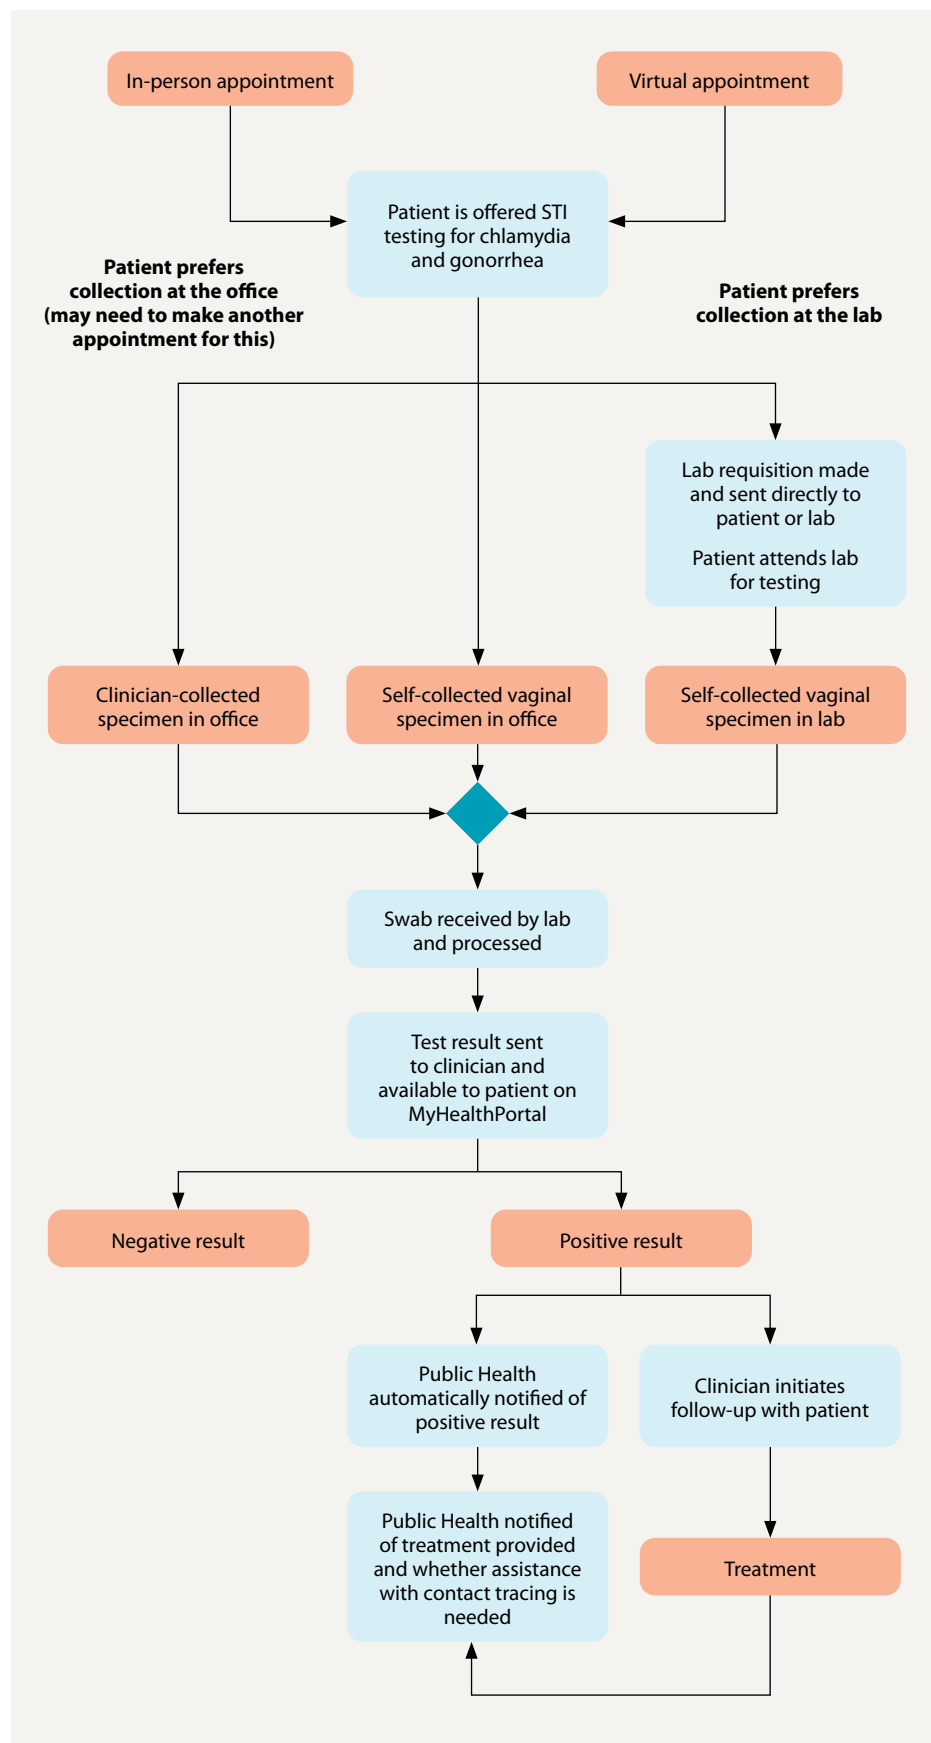 In-person appointment
Virtual appointment
Patient is offered STI
testing for chlamydia
and gonorrhea
Patient prefers
collection at the office
(may need to make another
appointment for this)
Patient prefers
collection at the lab
Lab requisition made
and sent directly to
patient or lab
Patient attends lab
for testing
Clinician-collected
specimen in office
Self-collected vaginal
specimen in office
Self-collected vaginal
specimen in lab
Swab received by lab
and processed
Test result sent
to clinician and
available to patient on
MyHealthPortal
Negative result
Positive result
Public Health
automatically notified of
positive result
Clinician initiates
follow-up with patient
Public Health notified
of treatment provided
and whether assistance
with contact tracing is
needed
Treatment